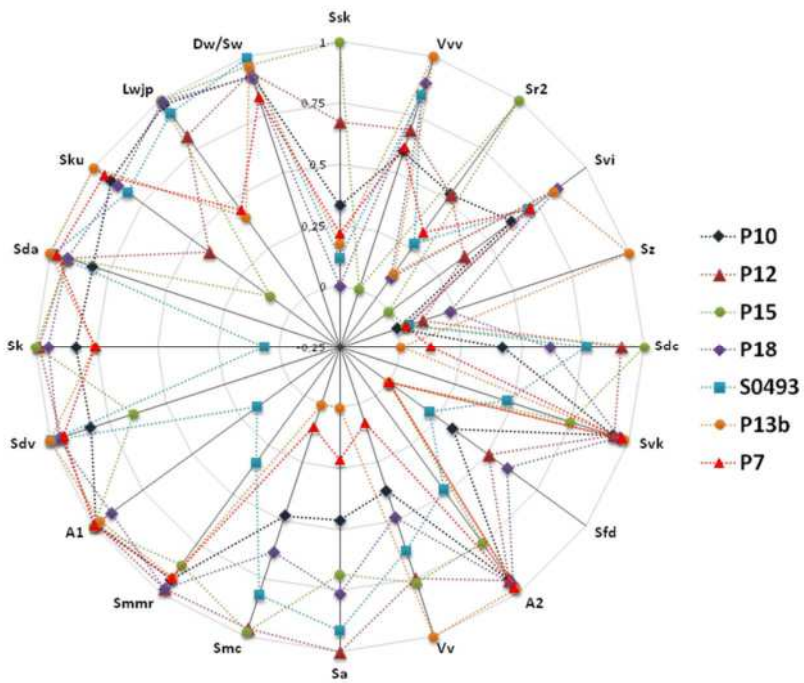 Ssk
Dw/Sw
Vvv
1
Lwjp
Sr2
0,75
Sku
Svi
0,5
0,25
Sda
Sz
0
Sk
-0,25
Sdc
Sdv
Svk
A1
Sfd
Smmr
A2
Smc
Vv
Sa
P10
P12
P15
P18
S0493
P13b
P7